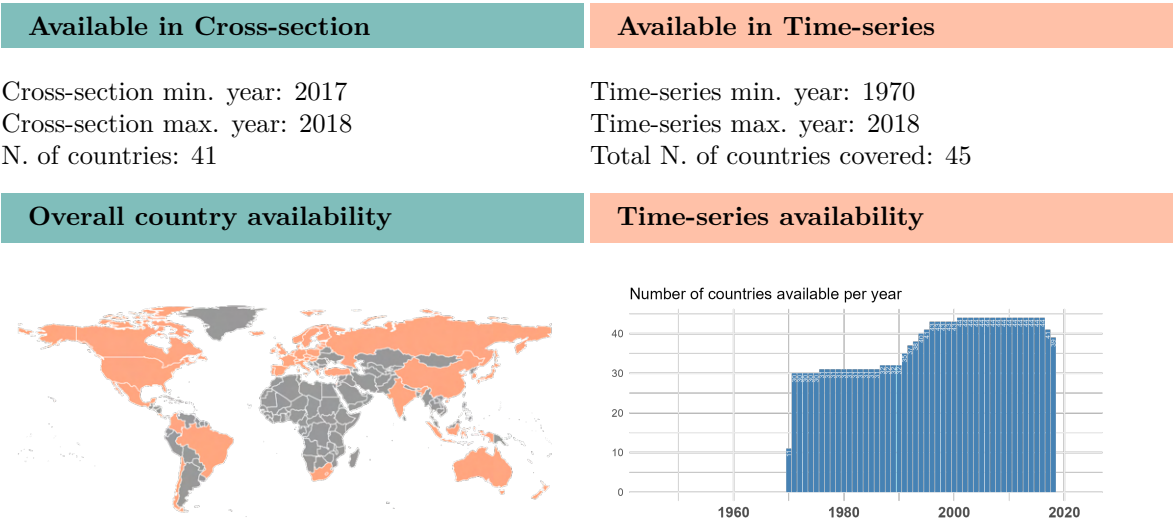 Available in Cross-section
Available in Time-series
Cross-section min. year: 2017
Cross-section max. year: 2018
N. of countries: 41
Time-series min. year: 1970
Time-series max. year: 2018
Total N. of countries covered: 45
Overall country availability
Time-series availability
Number of countries available per year
40
30
20
10
0
1960 1980 2000 2020